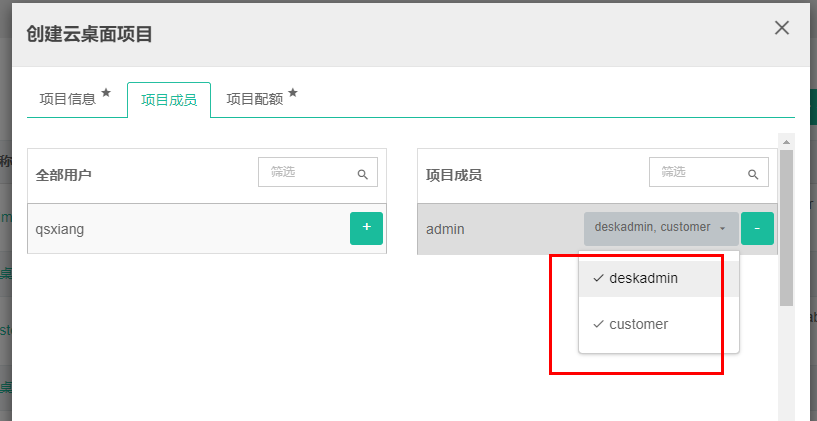 创建云桌面项目
项目信息 ★ 项目成员 项目配额 ★
全部用户 筛选
项目成员 筛选
qsxiang +
admin deskadmin, customer -
deskadmin
customer